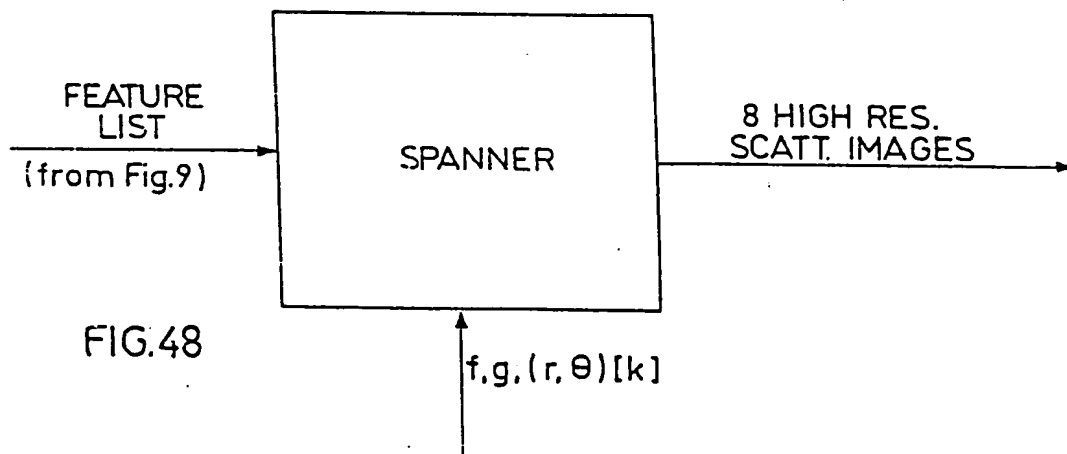 FEATURE
LIST
(from Fig.9)
SPANNER
8 HIGH RES.
SCATT. IMAGES
f,g,(r,θ)[k]
FIG.48